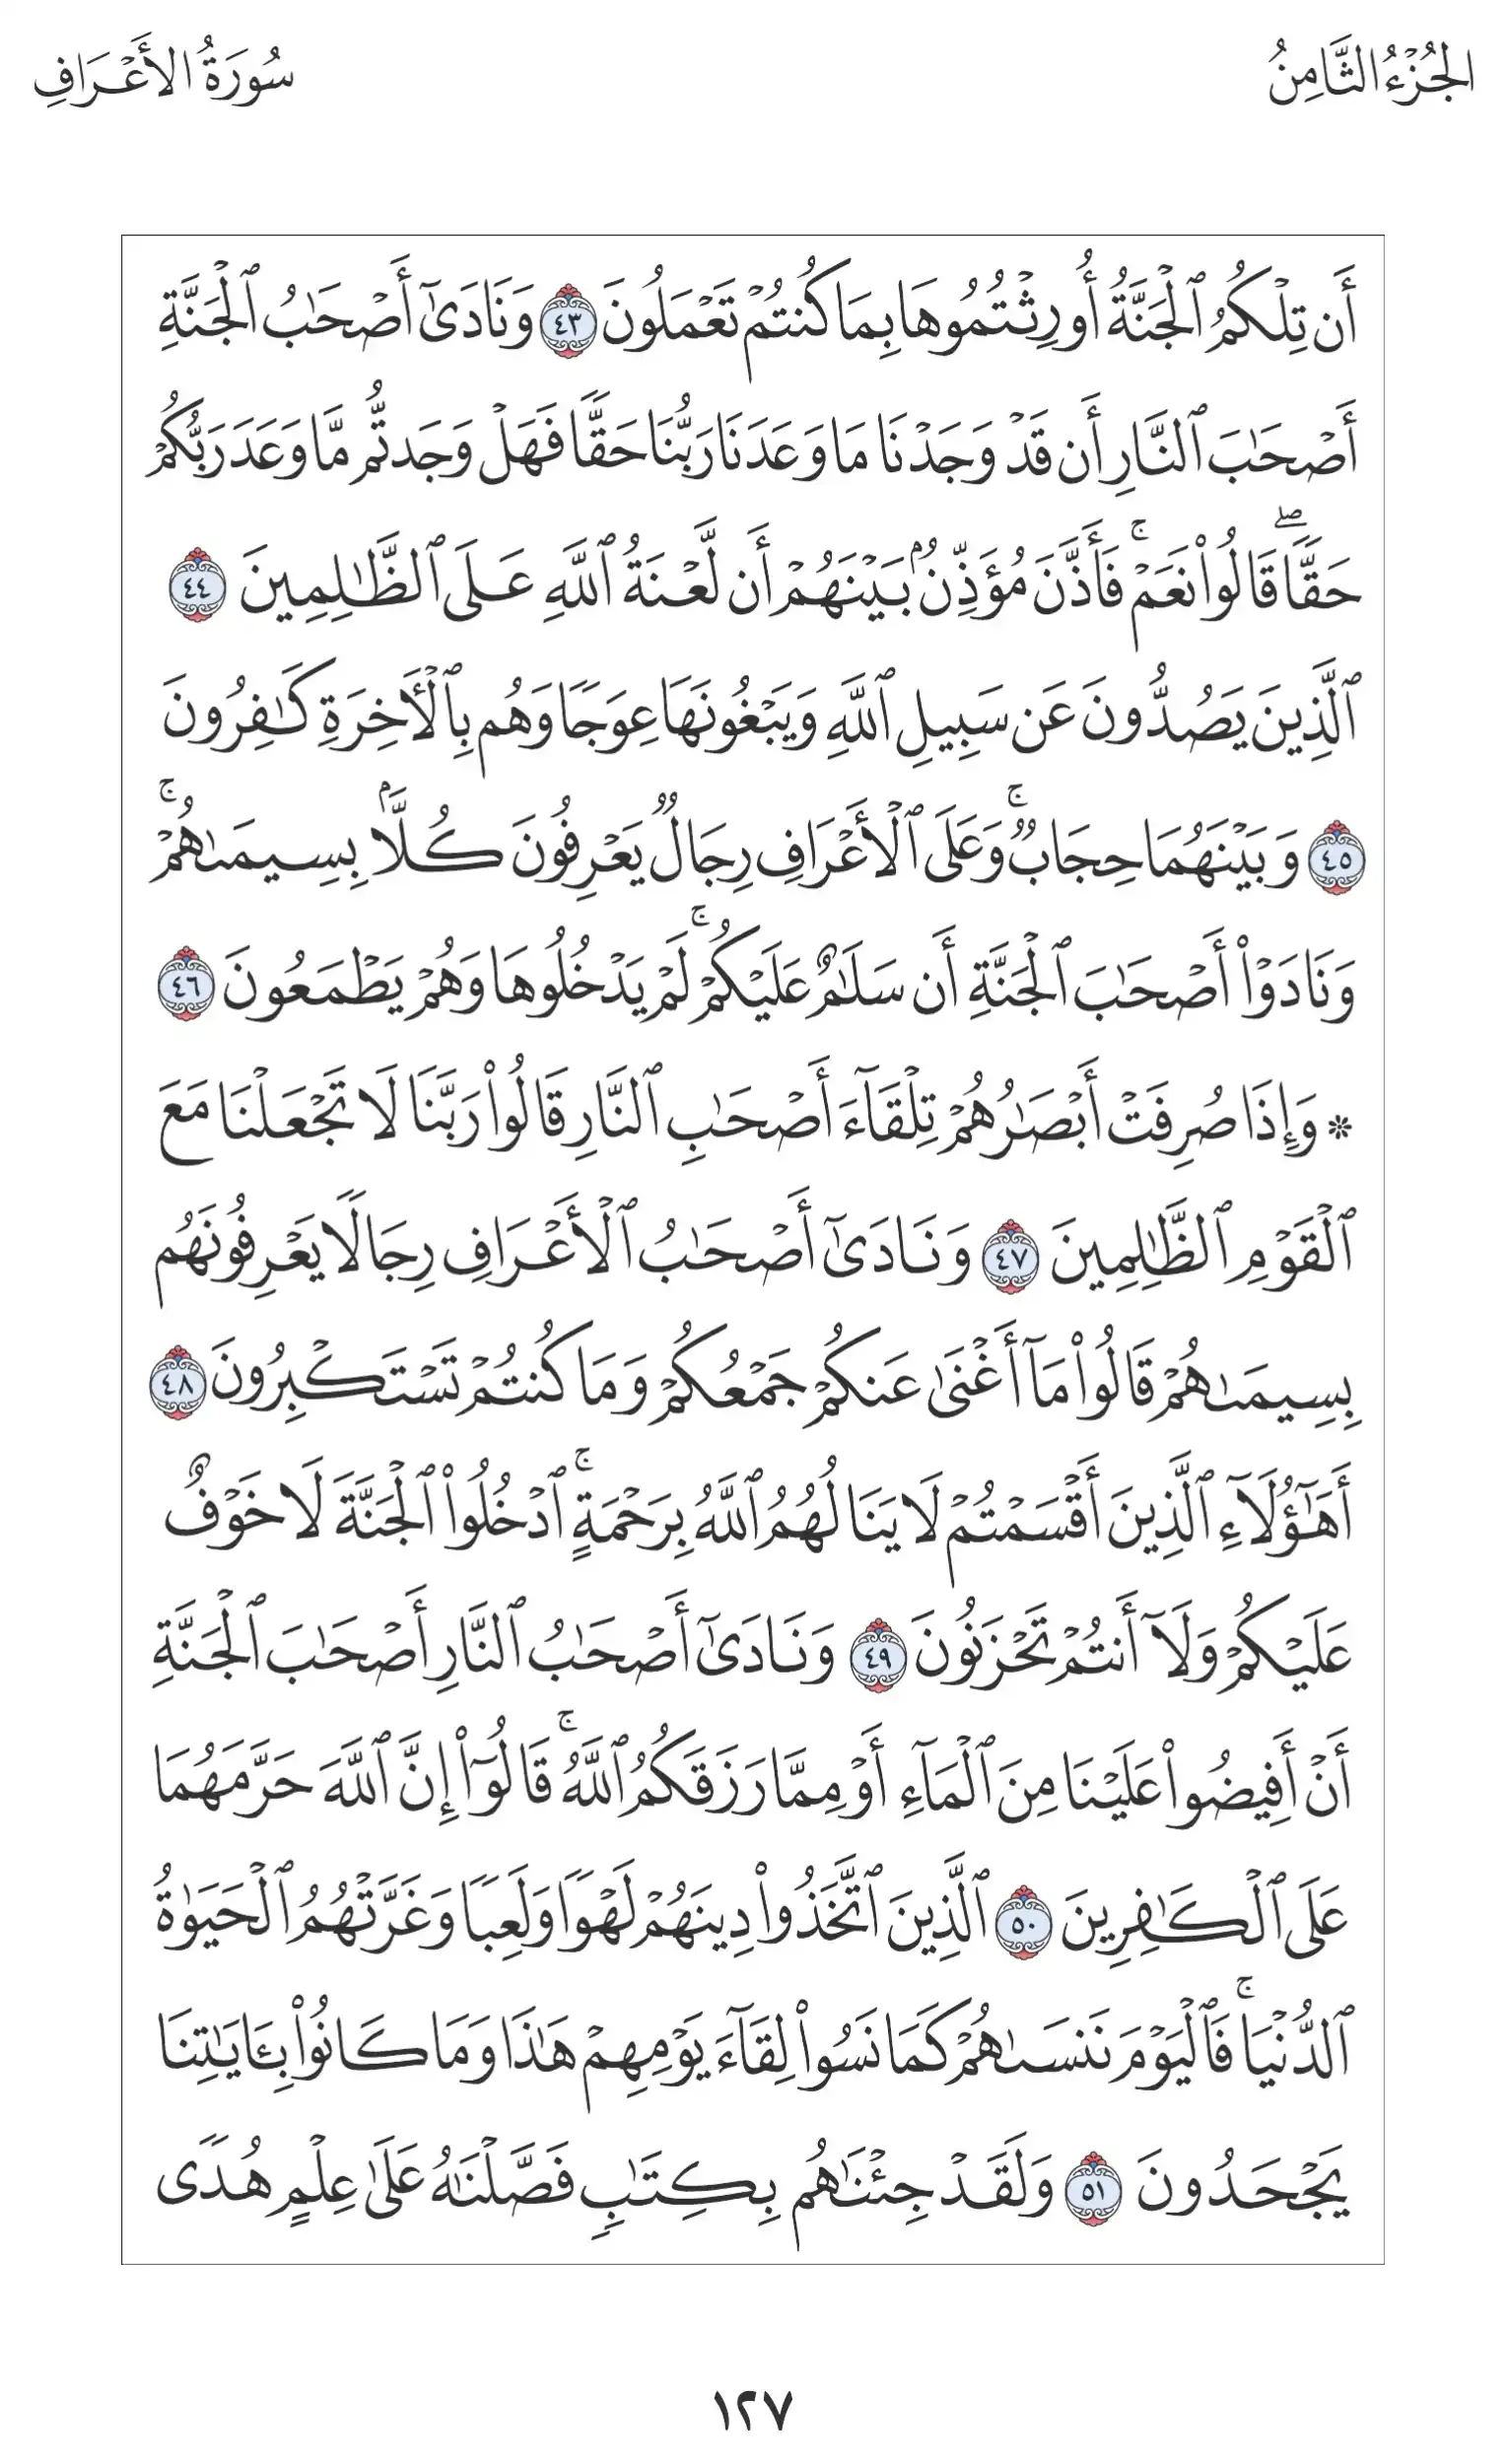 الجُزْءُ الثَّامِنُ
سُورَةُ الأَعْرَافِ
أَن تِلْكُمُ ٱلْجَنَّةُ أُورِثْتُمُوهَا بِمَا كُنتُمْ تَعْمَلُونَ ٤٣ وَنَادَىٰٓ أَصْحَٰبُ ٱلْجَنَّةِ
أَصْحَٰبَ ٱلنَّارِ أَن قَدْ وَجَدْنَا مَا وَعَدَنَا رَبُّنَا حَقًّا فَهَلْ وَجَدتُّم مَّا وَعَدَ رَبُّكُمْ
حَقًّاۖ قَالُوا۟ نَعَمْۚ فَأَذَّنَ مُؤَذِّنٌۢ بَيْنَهُمْ أَن لَّعْنَةُ ٱللَّهِ عَلَى ٱلظَّٰلِمِينَ ٤٤
ٱلَّذِينَ يَصُدُّونَ عَن سَبِيلِ ٱللَّهِ وَيَبْغُونَهَا عِوَجًا وَهُم بِٱلْأٓخِرَةِ كَٰفِرُونَ
٤٥ وَبَيْنَهُمَا حِجَابٌۚ وَعَلَى ٱلْأَعْرَافِ رِجَالٌ يَعْرِفُونَ كُلًّۢا بِسِيمَىٰهُمْۚ
وَنَادَوْا۟ أَصْحَٰبَ ٱلْجَنَّةِ أَن سَلَٰمٌ عَلَيْكُمْۚ لَمْ يَدْخُلُوهَا وَهُمْ يَطْمَعُونَ ٤٦
۞ وَإِذَا صُرِفَتْ أَبْصَٰرُهُمْ تِلْقَآءَ أَصْحَٰبِ ٱلنَّارِ قَالُوا۟ رَبَّنَا لَا تَجْعَلْنَا مَعَ
ٱلْقَوْمِ ٱلظَّٰلِمِينَ ٤٧ وَنَادَىٰٓ أَصْحَٰبُ ٱلْأَعْرَافِ رِجَالًا يَعْرِفُونَهُم
بِسِيمَىٰهُمْ قَالُوا۟ مَآ أَغْنَىٰ عَنكُمْ جَمْعُكُمْ وَمَا كُنتُمْ تَسْتَكْبِرُونَ ٤٨
أَهَٰٓؤُلَآءِ ٱلَّذِينَ أَقْسَمْتُمْ لَا يَنَالُهُمُ ٱللَّهُ بِرَحْمَةٍۚ ٱدْخُلُوا۟ ٱلْجَنَّةَ لَا خَوْفٌ
عَلَيْكُمْ وَلَآ أَنتُمْ تَحْزَنُونَ ٤٩ وَنَادَىٰٓ أَصْحَٰبُ ٱلنَّارِ أَصْحَٰبَ ٱلْجَنَّةِ
أَنْ أَفِيضُوا۟ عَلَيْنَا مِنَ ٱلْمَآءِ أَوْ مِمَّا رَزَقَكُمُ ٱللَّهُۚ قَالُوٓا۟ إِنَّ ٱللَّهَ حَرَّمَهُمَا
عَلَى ٱلْكَٰفِرِينَ ٥٠ ٱلَّذِينَ ٱتَّخَذُوا۟ دِينَهُمْ لَهْوًا وَلَعِبًا وَغَرَّتْهُمُ ٱلْحَيَوٰةُ
ٱلدُّنْيَاۚ فَٱلْيَوْمَ نَنسَىٰهُمْ كَمَا نَسُوا۟ لِقَآءَ يَوْمِهِمْ هَٰذَا وَمَا كَانُوا۟ بِـَٔايَٰتِنَا
يَجْحَدُونَ ٥١ وَلَقَدْ جِئْنَٰهُم بِكِتَٰبٍ فَصَّلْنَٰهُ عَلَىٰ عِلْمٍ هُدًى
١٢٧